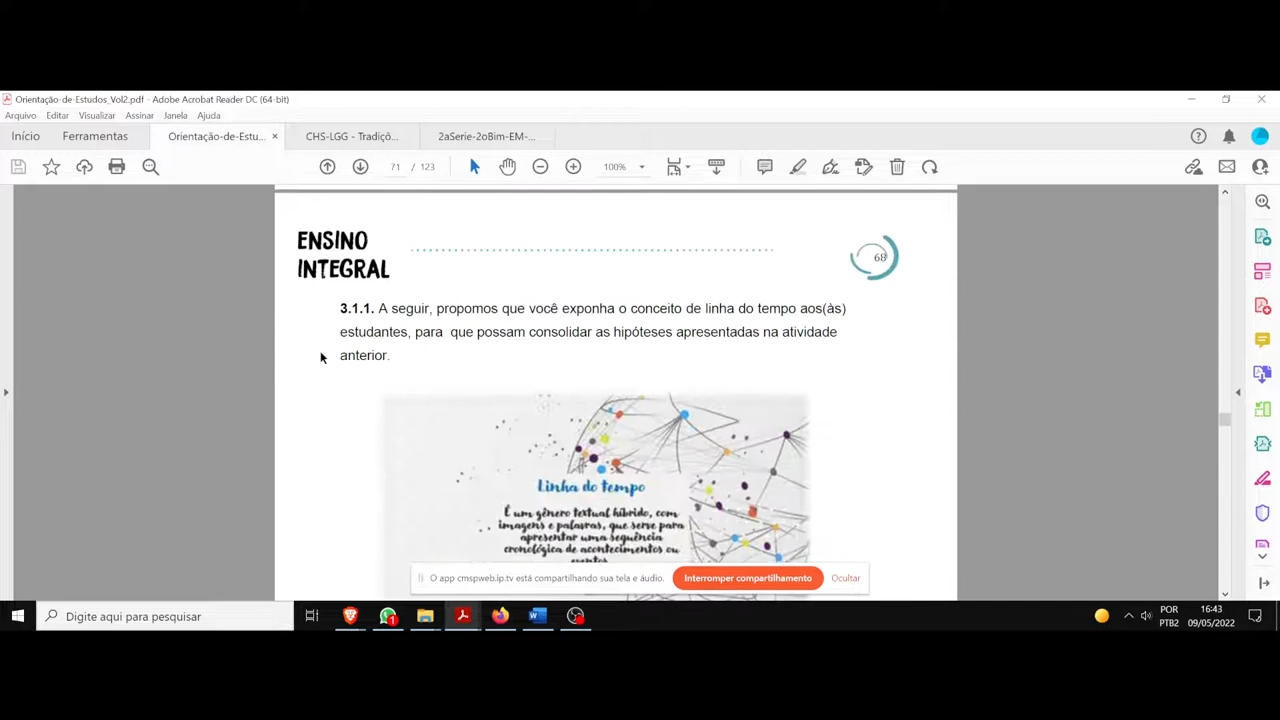 Orientação-de-Estudos_Vol2.pdf - Adobe Acrobat Reader DC (64-bit)
Arquivo Editar Visualizar Assinar Janela Ajuda
Início Ferramentas Orientação-de-Estu... × CHS-LGG - Tradiçõ... 2aSerie-2oBim-EM-...
71 / 123 100%
ENSINO
INTEGRAL
68
3.1.1. A seguir, propomos que você exponha o conceito de linha do tempo aos(às)
estudantes, para que possam consolidar as hipóteses apresentadas na atividade
anterior.
Linha do tempo
É um gênero textual híbrido, com
imagens e palavras, que serve para
apresentar uma sequência
cronológica de acontecimentos ou
eventos
O app cmspweb.ip.tv está compartilhando sua tela e áudio. Interromper compartilhamento Ocultar
Digite aqui para pesquisar
1
POR
PTB2
16:43
09/05/2022